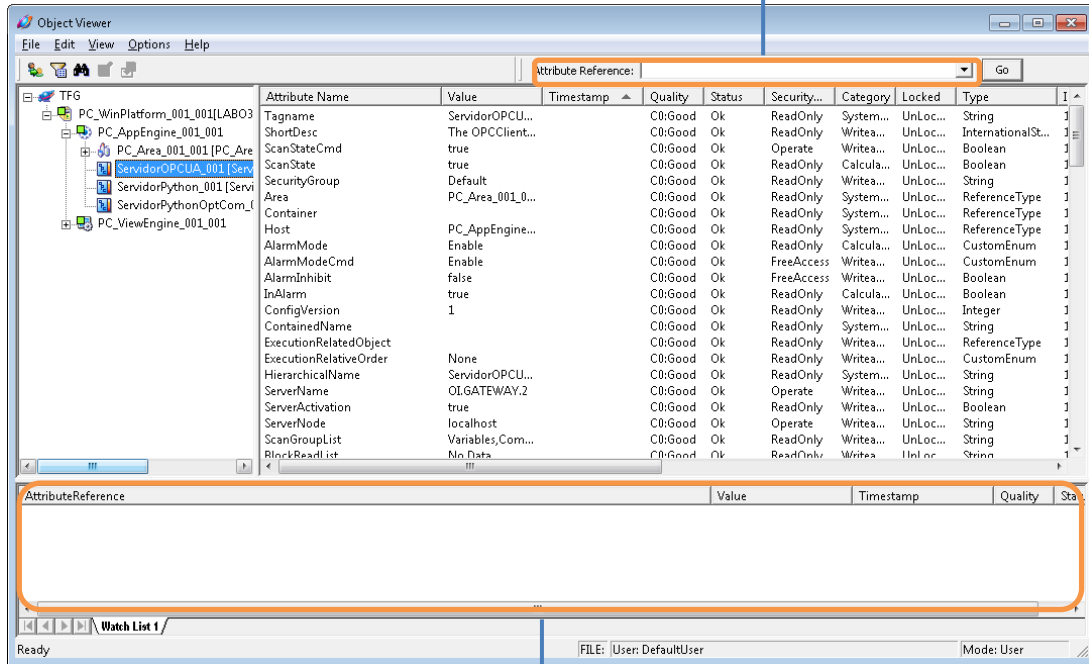 Object Viewer
File Edit View Options Help
Attribute Reference: Go
TFG
PC_WinPlatform_001_001[LABO3
PC_AppEngine_001_001
PC_Area_001_001 [PC_Are
ServidorOPCUA_001 [Serv
ServidorPython_001 [Servi
ServidorPythonOptCom_(
PC_ViewEngine_001_001
Attribute Name Value Timestamp Quality Status Security... Category Locked Type
Tagname ServidorOPCU... C0:Good Ok ReadOnly System... UnLoc... String
ShortDesc The OPCClient... C0:Good Ok ReadOnly Writea... UnLoc... InternationalSt...
ScanStateCmd true C0:Good Ok Operate Writea... UnLoc... Boolean
ScanState true C0:Good Ok ReadOnly Calcula... UnLoc... Boolean
SecurityGroup Default C0:Good Ok ReadOnly Writea... UnLoc... String
Area PC_Area_001_0... C0:Good Ok ReadOnly System... UnLoc... ReferenceType
Container C0:Good Ok ReadOnly System... UnLoc... ReferenceType
Host PC_AppEngine... C0:Good Ok ReadOnly System... UnLoc... ReferenceType
AlarmMode Enable C0:Good Ok ReadOnly Calcula... UnLoc... CustomEnum
AlarmModeCmd Enable C0:Good Ok FreeAccess Writea... UnLoc... CustomEnum
AlarmInhibit false C0:Good Ok FreeAccess Writea... UnLoc... Boolean
InAlarm true C0:Good Ok ReadOnly Calcula... UnLoc... Boolean
ConfigVersion 1 C0:Good Ok ReadOnly Writea... UnLoc... Integer
ContainedName C0:Good Ok ReadOnly System... UnLoc... String
ExecutionRelatedObject C0:Good Ok ReadOnly Writea... UnLoc... ReferenceType
ExecutionRelativeOrder None C0:Good Ok ReadOnly Writea... UnLoc... CustomEnum
HierarchicalName ServidorOPCU... C0:Good Ok ReadOnly System... UnLoc... String
ServerName OI.GATEWAY.2 C0:Good Ok Operate Writea... UnLoc... String
ServerActivation true C0:Good Ok ReadOnly Writea... UnLoc... Boolean
ServerNode localhost C0:Good Ok Operate Writea... UnLoc... String
ScanGroupList Variables,Com... C0:Good Ok ReadOnly Writea... UnLoc... String
BlockReadList No Data C0:Good Ok ReadOnly Writea... UnLoc... String
AttributeReference Value Timestamp Quality
Watch List 1
Ready FILE: User: DefaultUser Mode: User